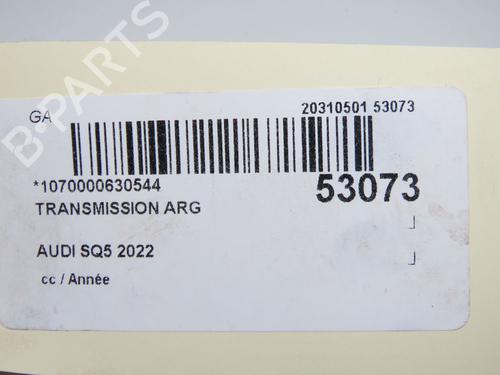 B-PARTS
GA
20310501 53073
*1070000630544
53073
TRANSMISSION ARG
AUDI SQ5 2022
cc / Année